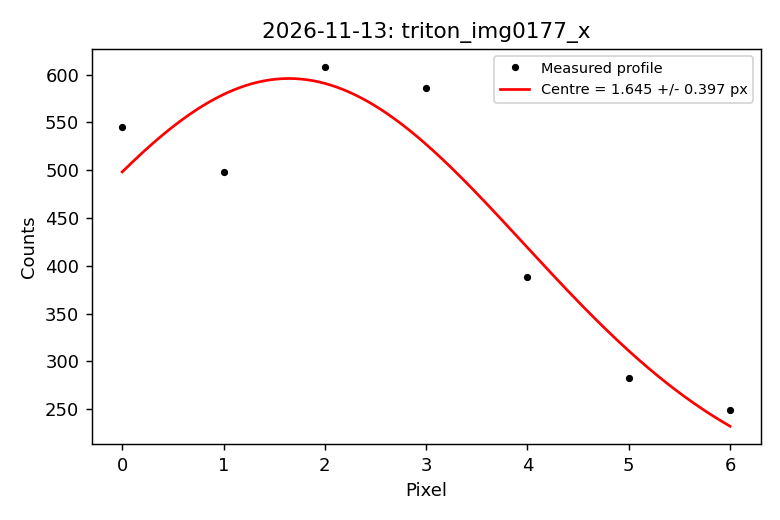 2026-11-13: triton_img0177_x
Measured profile
Centre = 1.645 +/- 0.397 px
Counts
600
550
500
450
400
350
300
250
0 1 2 3 4 5 6
Pixel